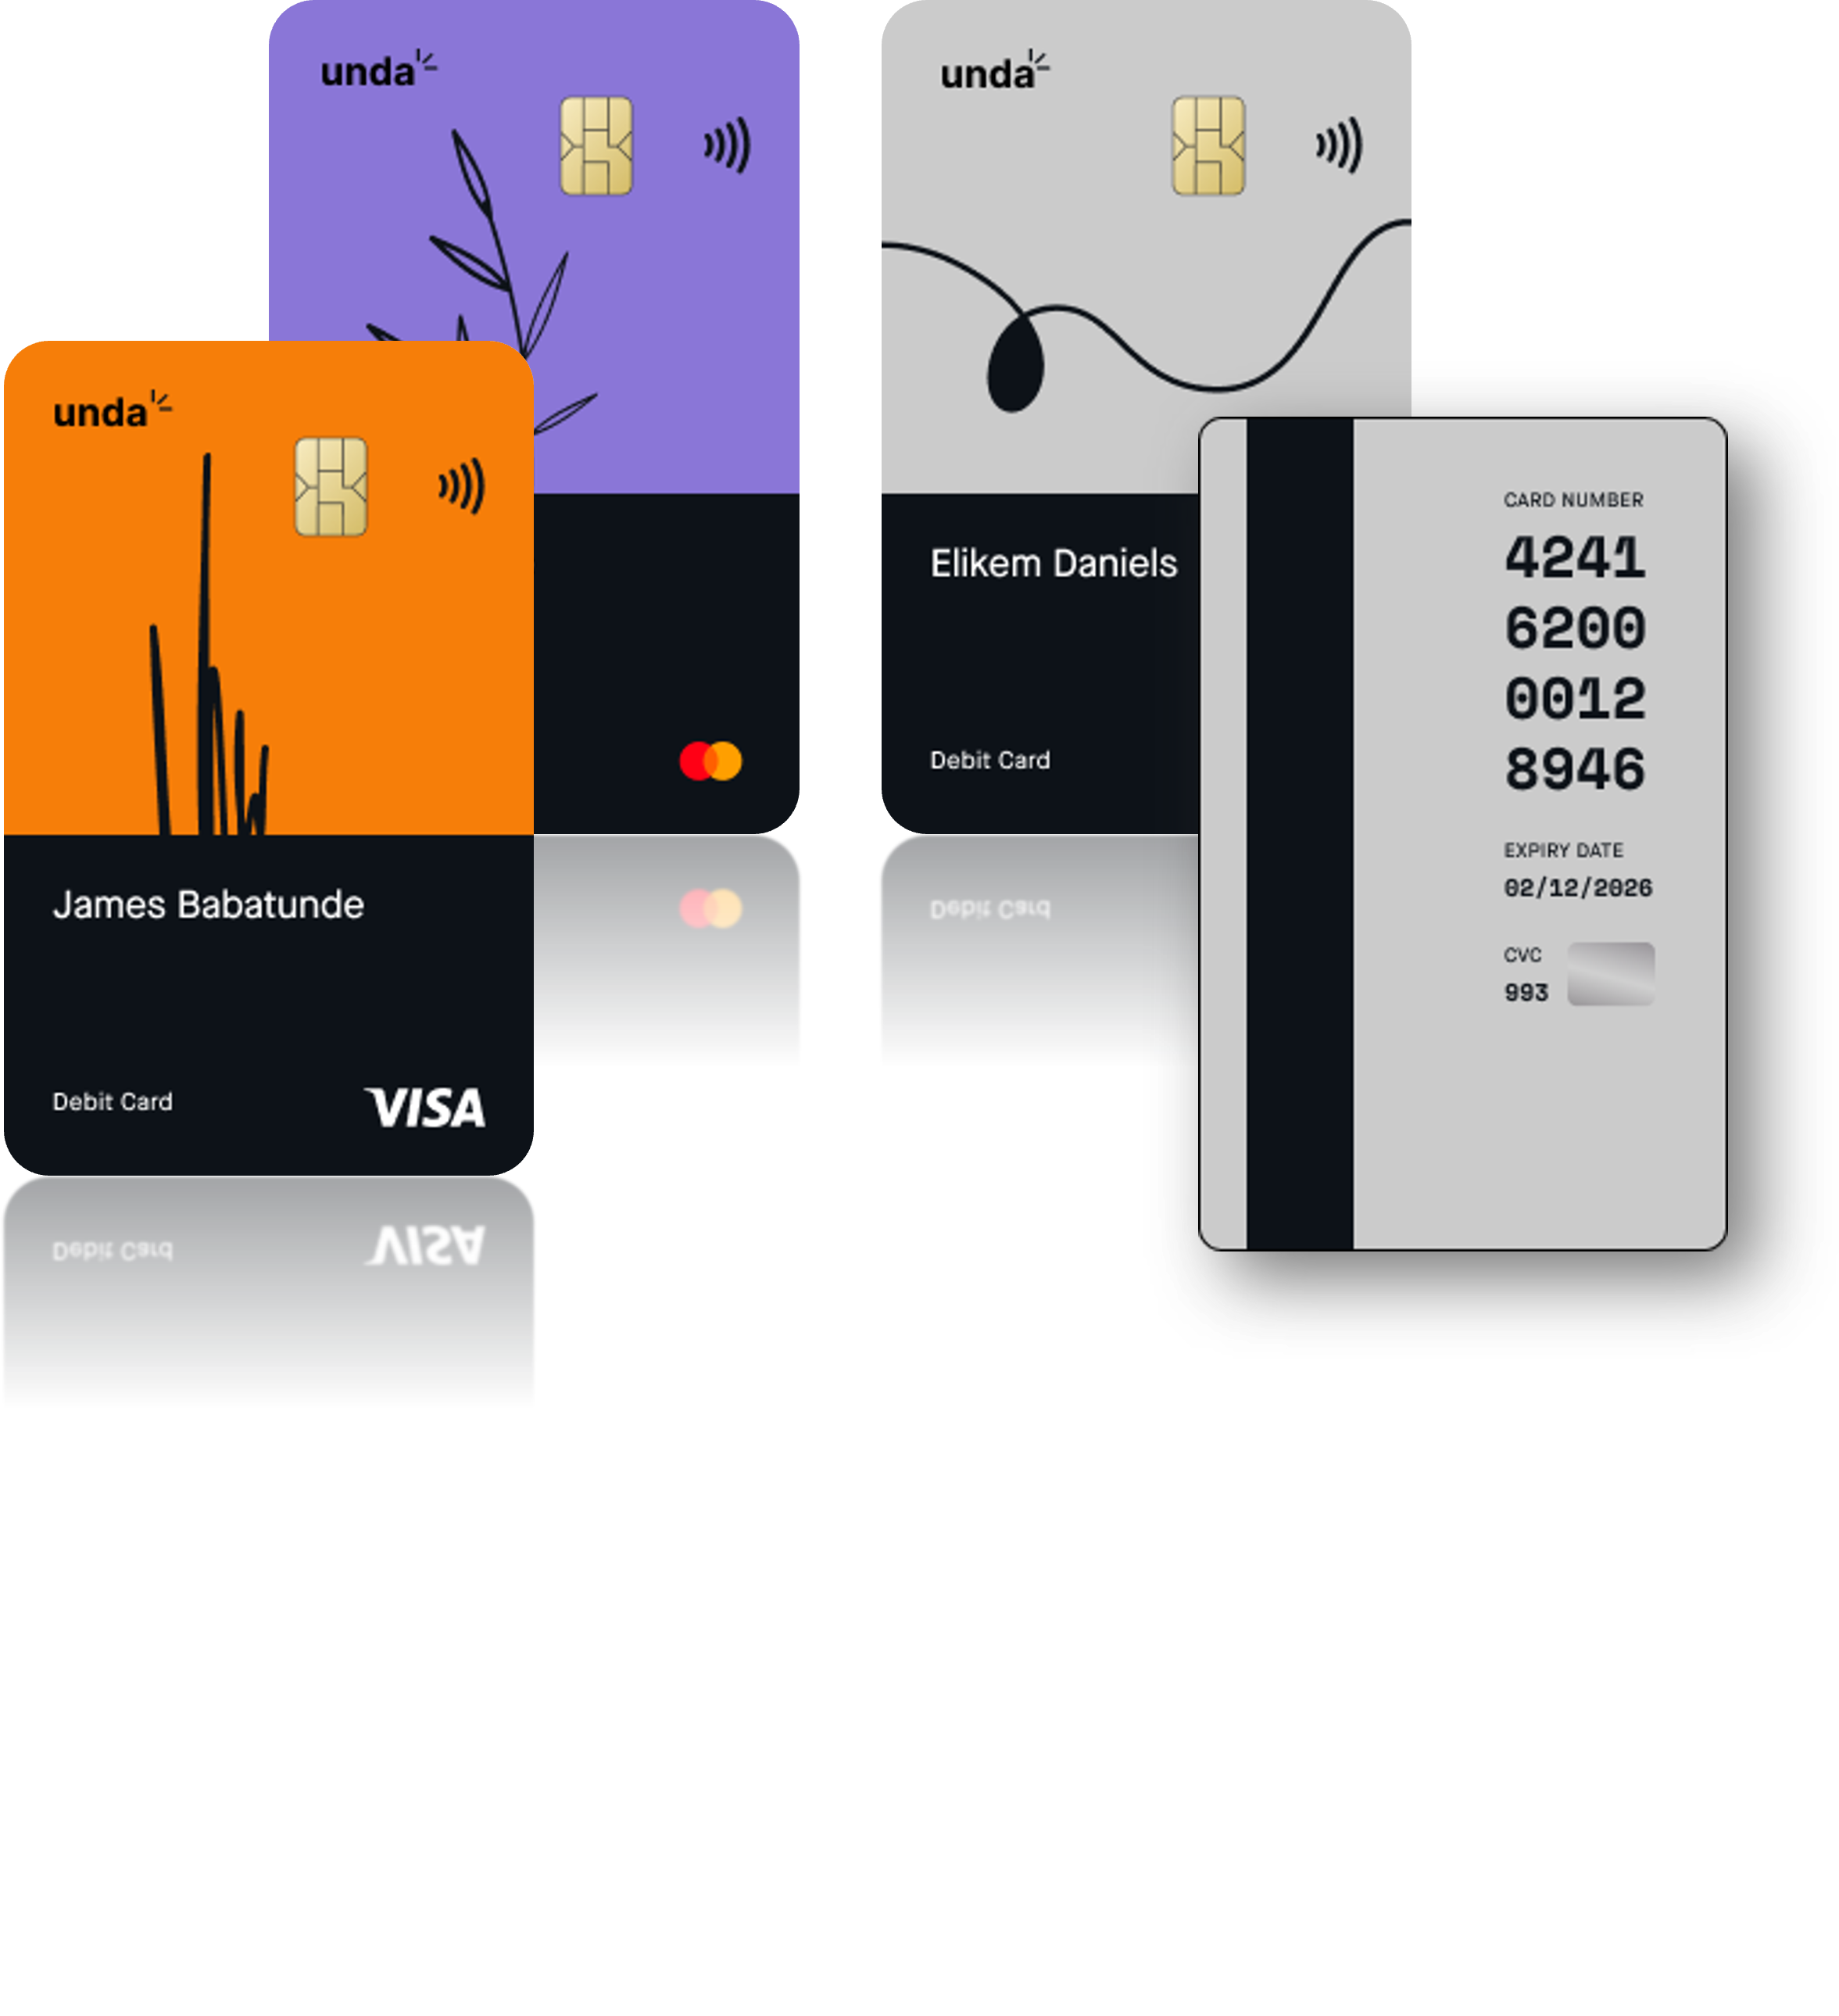 unda
unda
unda
James Babatunde
Debit Card
VISA
Elikem Daniels
Debit Card
CARD NUMBER
4241
6200
0012
8946
EXPIRY DATE
02/12/2026
CVC
993